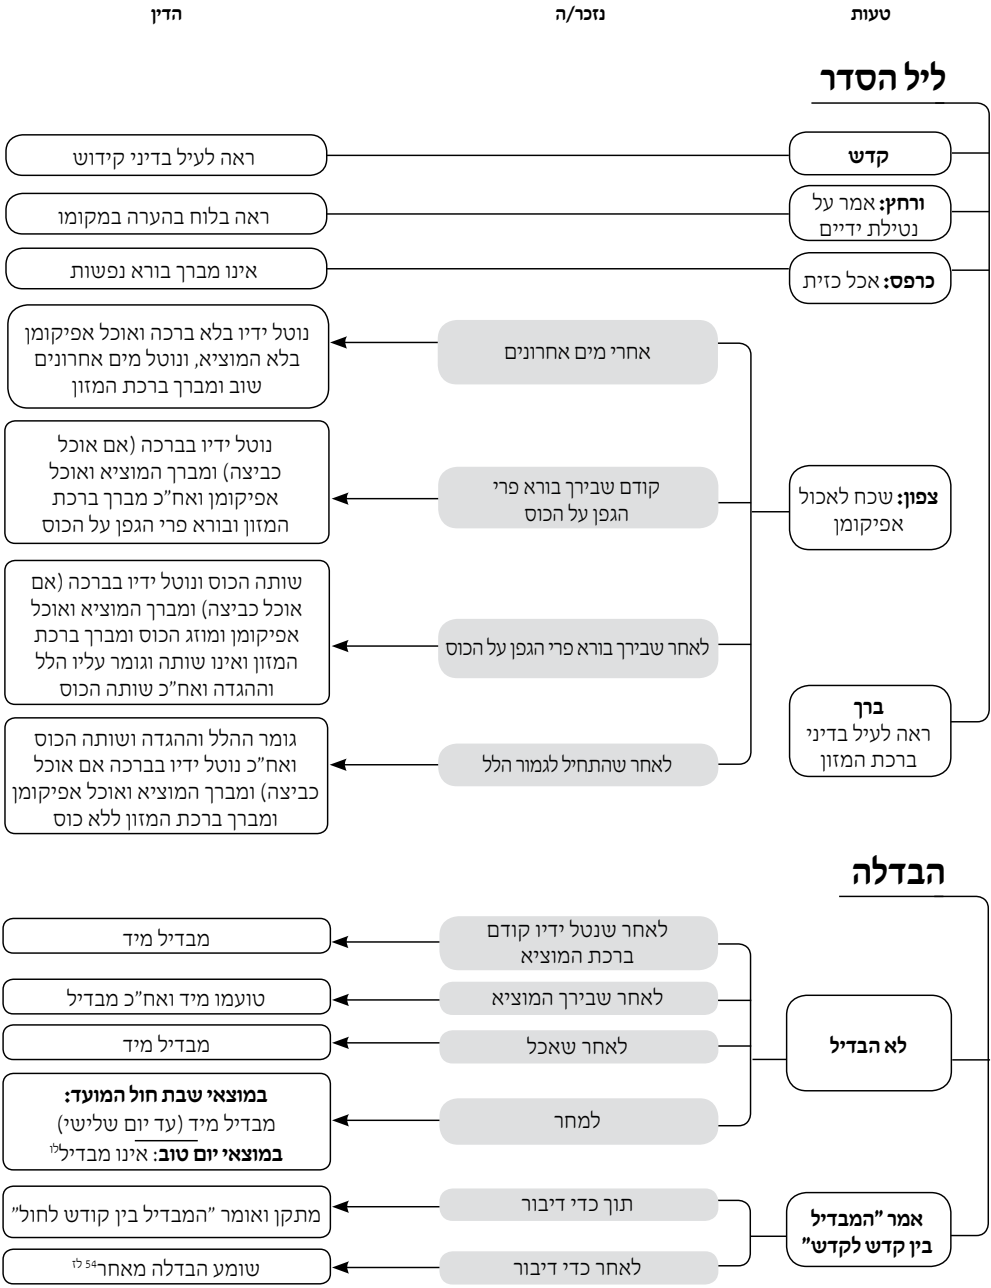 טעות
נזכר/ה
הדין
ליל הסדר
קדש
ראה לעיל בדיני קידוש
ורחץ: אמר על
נטילת ידיים
ראה בלוח בהערה במקומו
כרפס: אכל כזית
אינו מברך בורא נפשות
צפון: שכח לאכול
אפיקומן
אחרי מים אחרונים
נוטל ידיו בלא ברכה ואוכל אפיקומן
בלא המוציא, ונוטל מים אחרונים
שוב ומברך ברכת המזון
קודם שבירך בורא פרי
הגפן על הכוס
נוטל ידיו בברכה (אם אוכל
כביצה) ומברך המוציא ואוכל
אפיקומן ואח"כ מברך ברכת
המזון ובורא פרי הגפן על הכוס
לאחר שבירך בורא פרי הגפן על הכוס
שותה הכוס ונוטל ידיו בברכה (אם
אוכל כביצה) ומברך המוציא ואוכל
אפיקומן ומוזג הכוס ומברך ברכת
המזון ואינו שותה וגומר עליו הלל
וההגדה ואח"כ שותה הכוס
לאחר שהתחיל לגמור הלל
גומר ההלל וההגדה ושותה הכוס
ואח"כ נוטל ידיו בברכה אם אוכל
כביצה) ומברך המוציא ואוכל אפיקומן
ומברך ברכת המזון ללא כוס
ברך
ראה לעיל בדיני
ברכת המזון
הבדלה
לא הבדיל
לאחר שנטל ידיו קודם
ברכת המוציא
מבדיל מיד
לאחר שבירך המוציא
טועמו מיד ואח"כ מבדיל
לאחר שאכל
מבדיל מיד
למחר
במוצאי שבת חול המועד:
מבדיל מיד (עד יום שלישי)
במוצאי יום טוב: אינו מבדיל לו
אמר "המבדיל
בין קדש לקדש"
תוך כדי דיבור
מתקן ואומר "המבדיל בין קודש לחול"
לאחר כדי דיבור
שומע הבדלה מאחר 54 לז